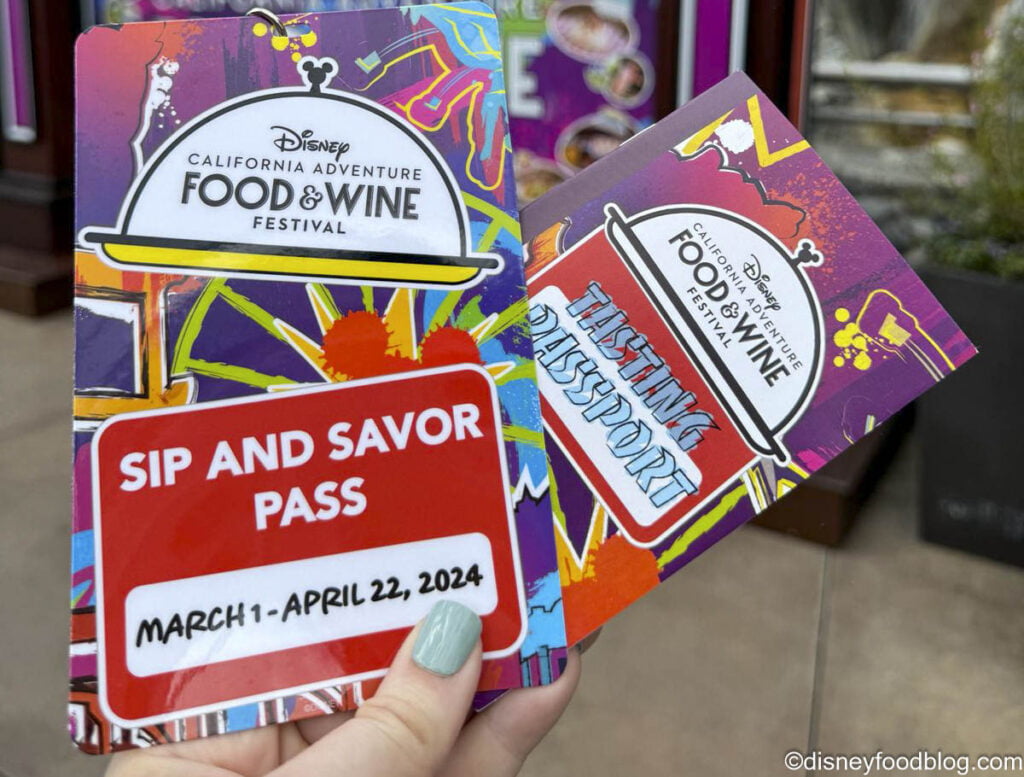 Disney
CALIFORNIA ADVENTURE
FOOD & WINE
FESTIVAL
SIP AND SAVOR
PASS
MARCH 1 - APRIL 22, 2024
Disney
CALIFORNIA ADVENTURE
FOOD & WINE
FESTIVAL
TASTING
PASSPORT
©disneyfoodblog.com